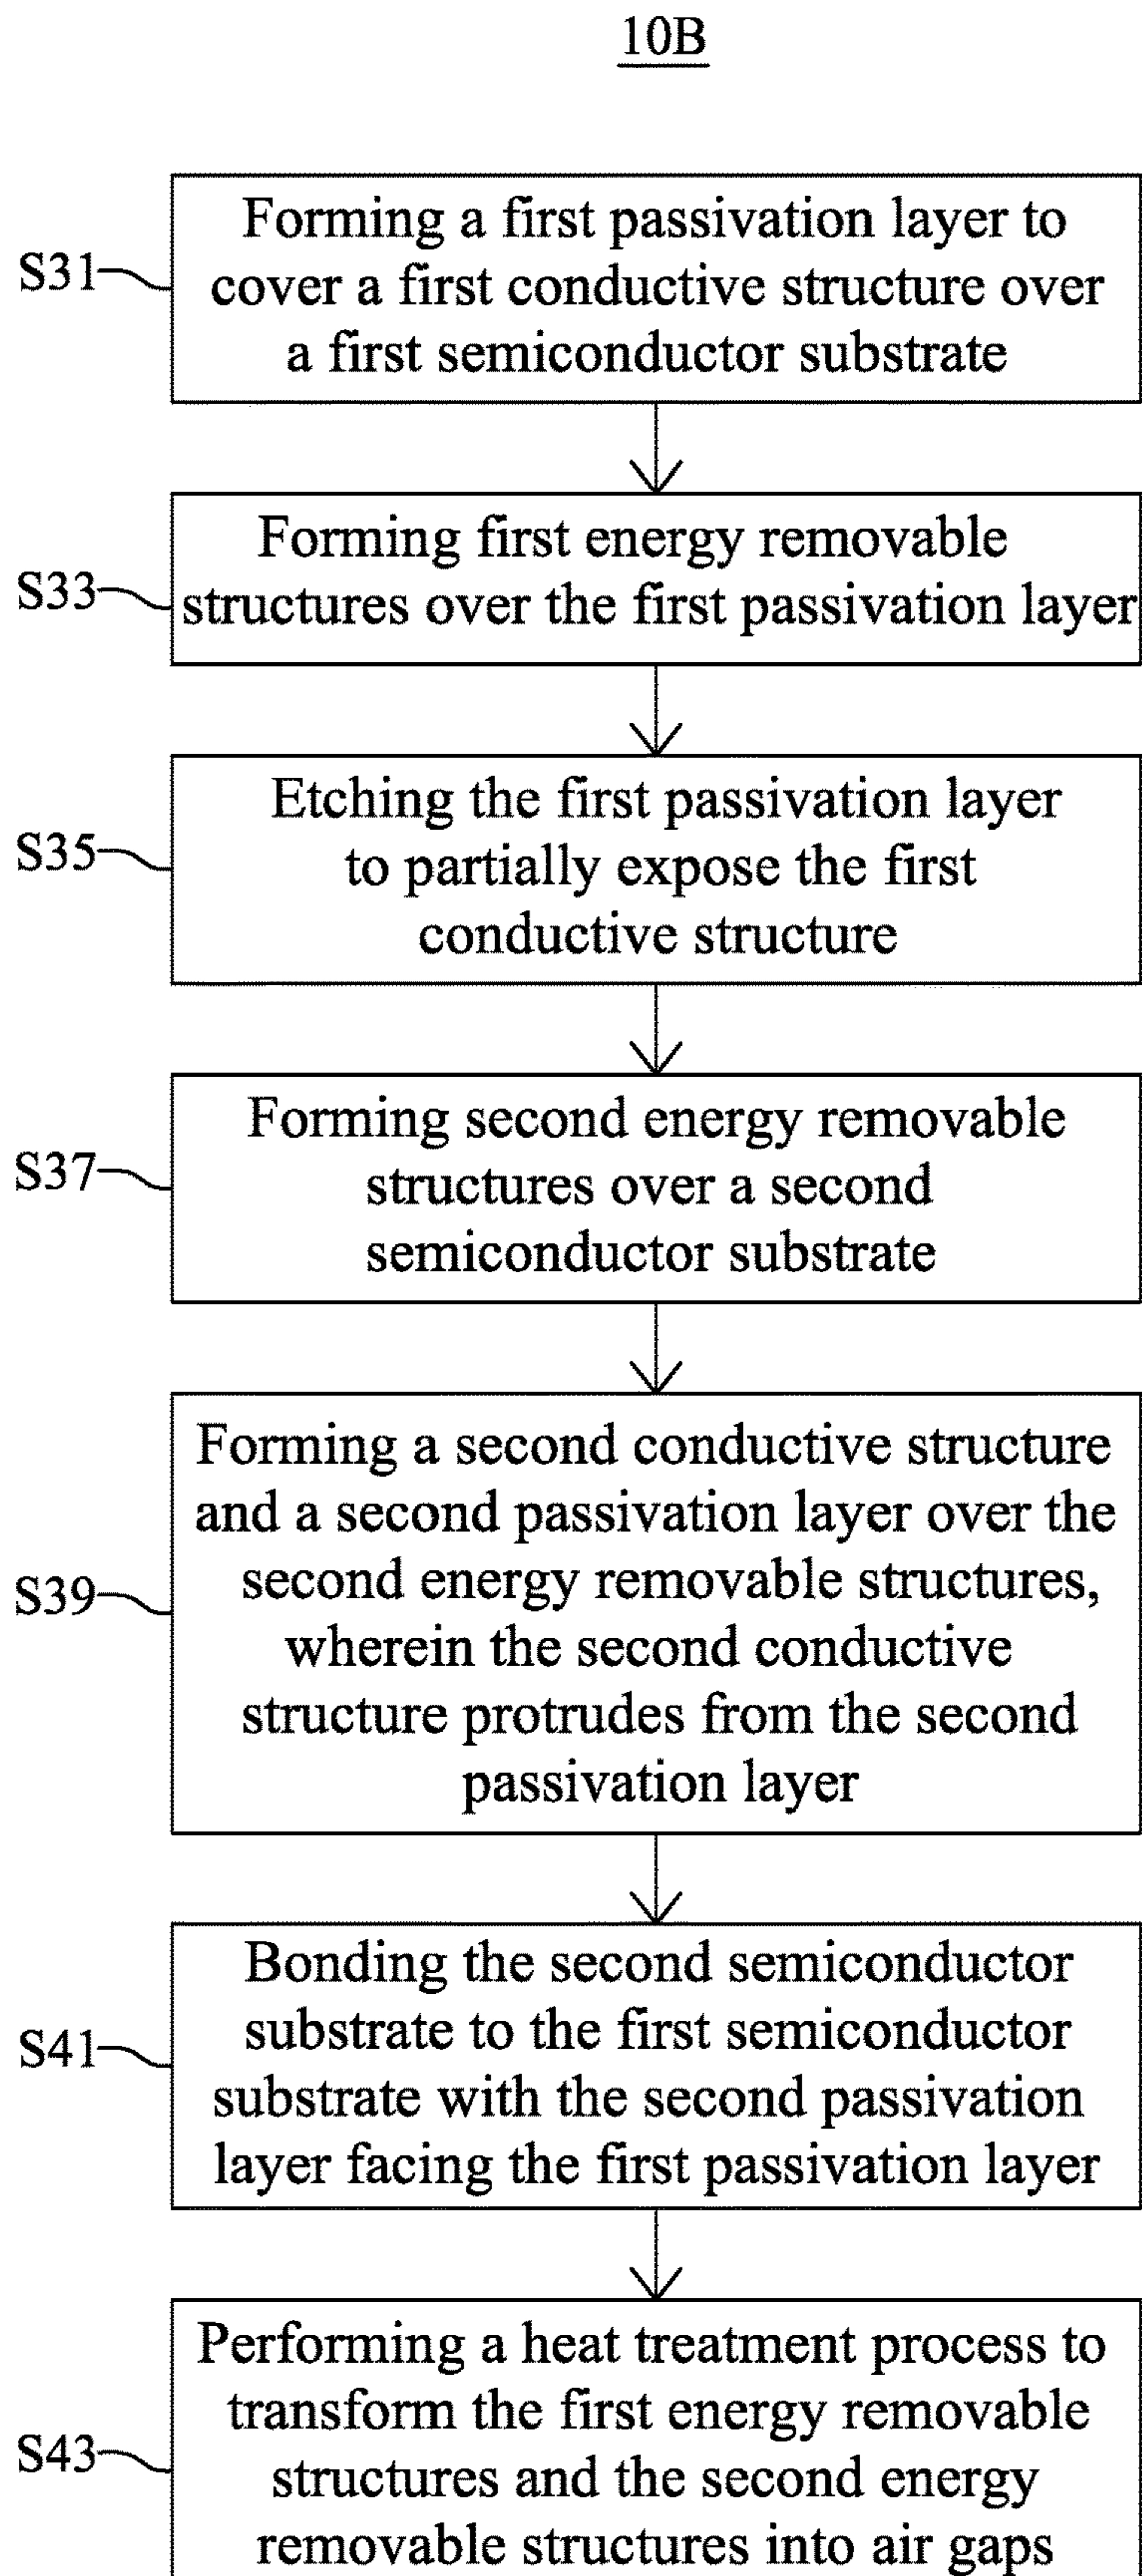 10B
S31
Forming a first passivation layer to
cover a first conductive structure over
a first semiconductor substrate
S33
Forming first energy removable
structures over the first passivation layer
S35
Etching the first passivation layer
to partially expose the first
conductive structure
S37
Forming second energy removable
structures over a second
semiconductor substrate
S39
Forming a second conductive structure
and a second passivation layer over the
second energy removable structures,
wherein the second conductive
structure protrudes from the second
passivation layer
S41
Bonding the second semiconductor
substrate to the first semiconductor
substrate with the second passivation
layer facing the first passivation layer
S43
Performing a heat treatment process to
transform the first energy removable
structures and the second energy
removable structures into air gaps